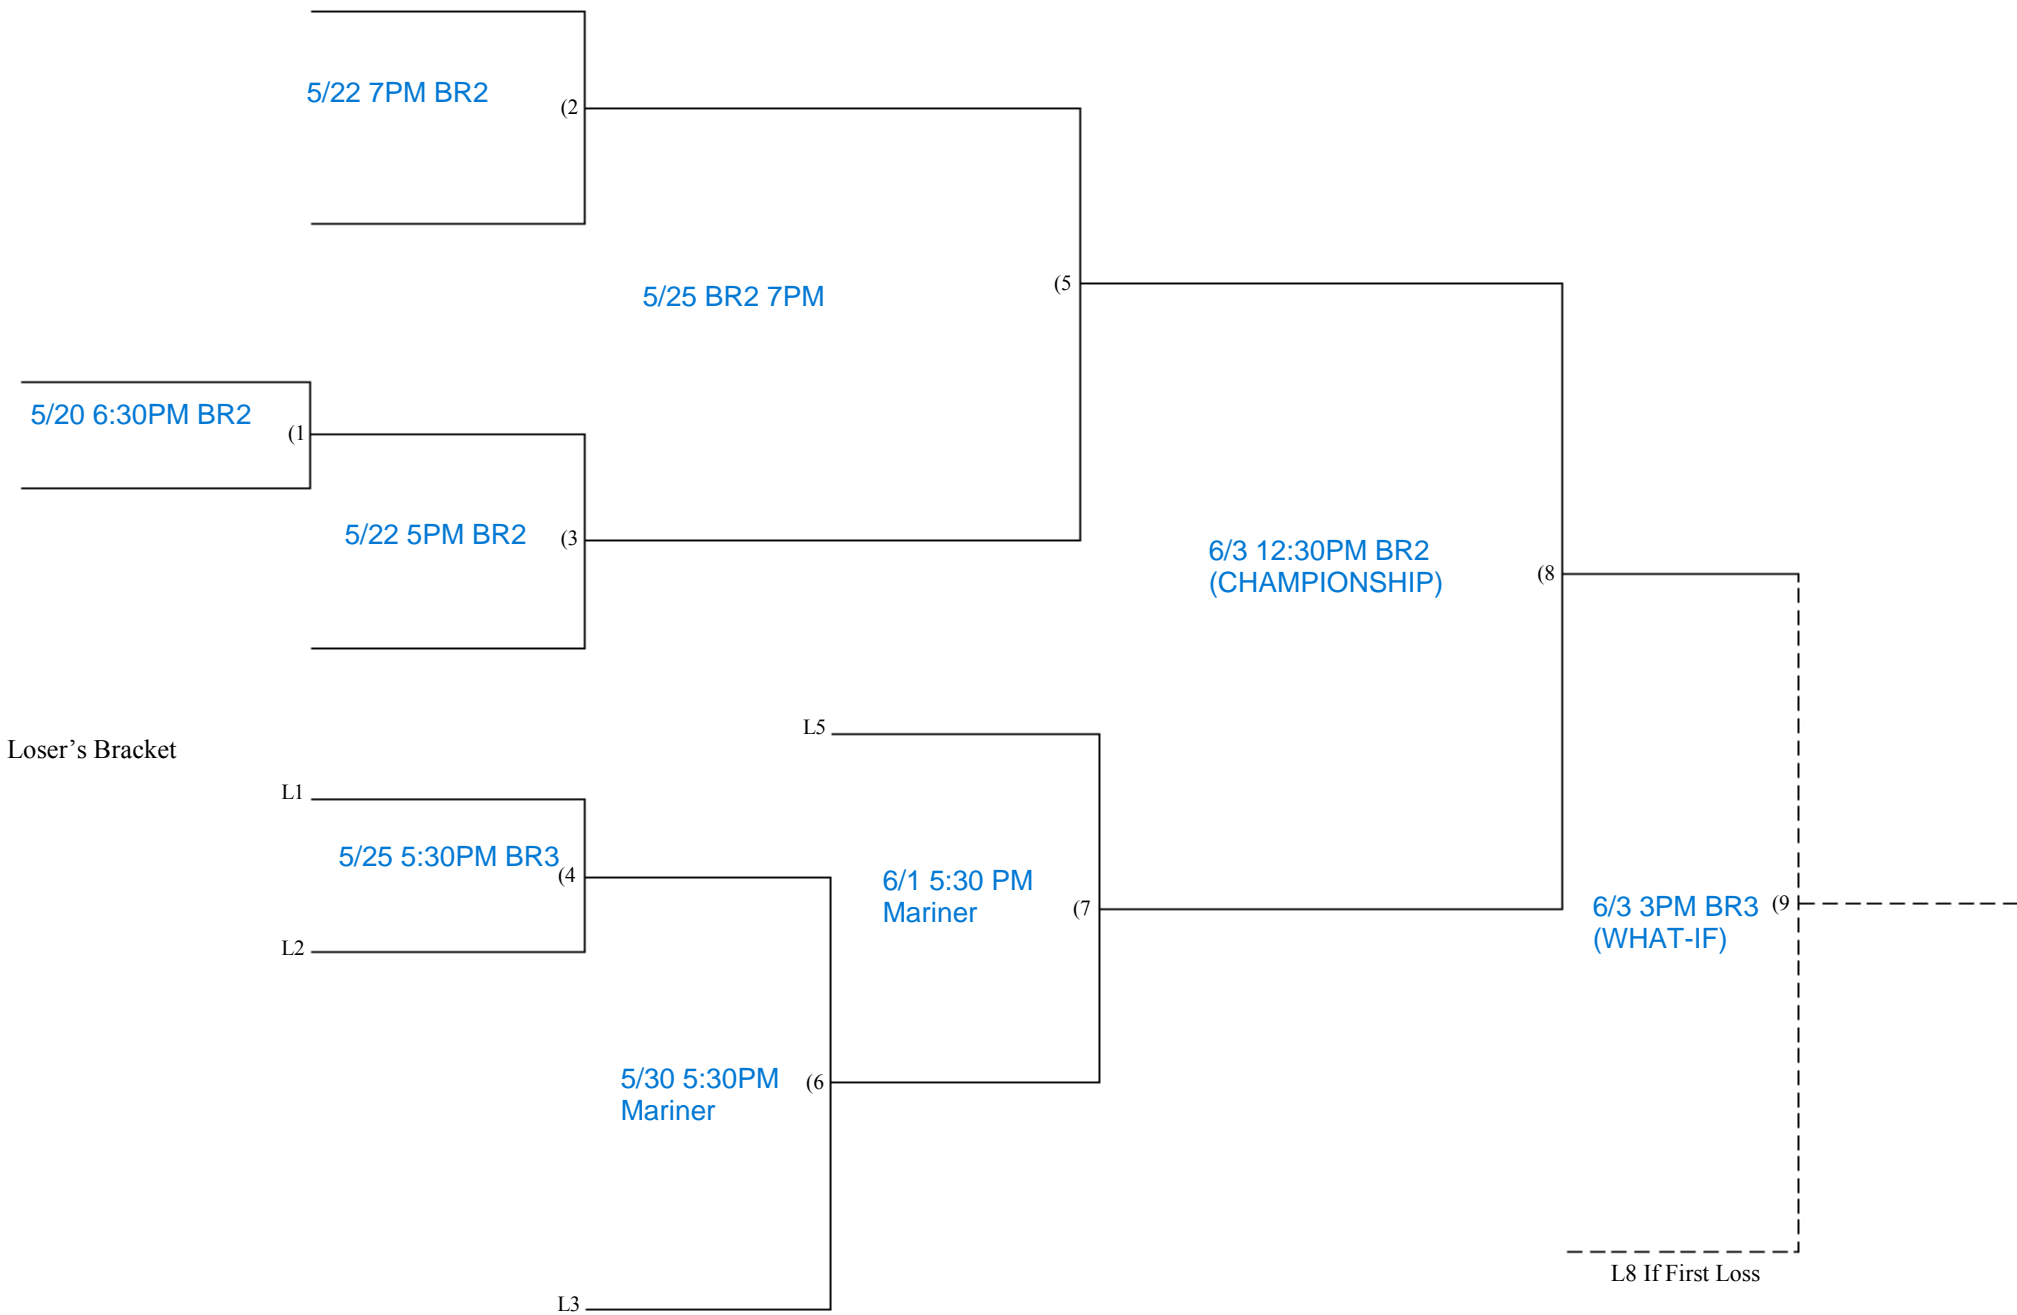 5/22 7PM BR2
(2
5/25 BR2 7PM
(5
5/20 6:30PM BR2
(1
5/22 5PM BR2
(3
6/3 12:30PM BR2
(CHAMPIONSHIP)
(8
Loser’s Bracket
L5
L1
5/25 5:30PM BR3
(4
L2
6/1 5:30 PM
Mariner
(7
6/3 3PM BR3
(WHAT-IF)
(9
5/30 5:30PM
Mariner
(6
L8 If First Loss
L3